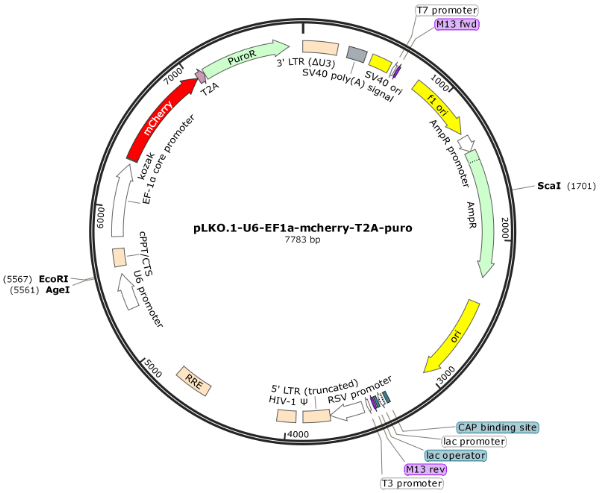 T7 promoter
M13 fwd
3' LTR (ΔU3)
SV40 poly(A) signal
SV40 ori
1000
f1 ori
AmpR promoter
AmpR
ScaI (1701)
2000
ori
3000
CAP binding site
lac promoter
lac operator
M13 rev
T3 promoter
RSV promoter
5' LTR (truncated)
HIV-1 Ψ
4000
RRE
5000
U6 promoter
(5561) AgeI
(5567) EcoRI
cPPT/CTS
6000
EF-1α core promoter
kozak
mCherry
T2A
PuroR
7000
pLKO.1-U6-EF1a-mcherry-T2A-puro
7783 bp